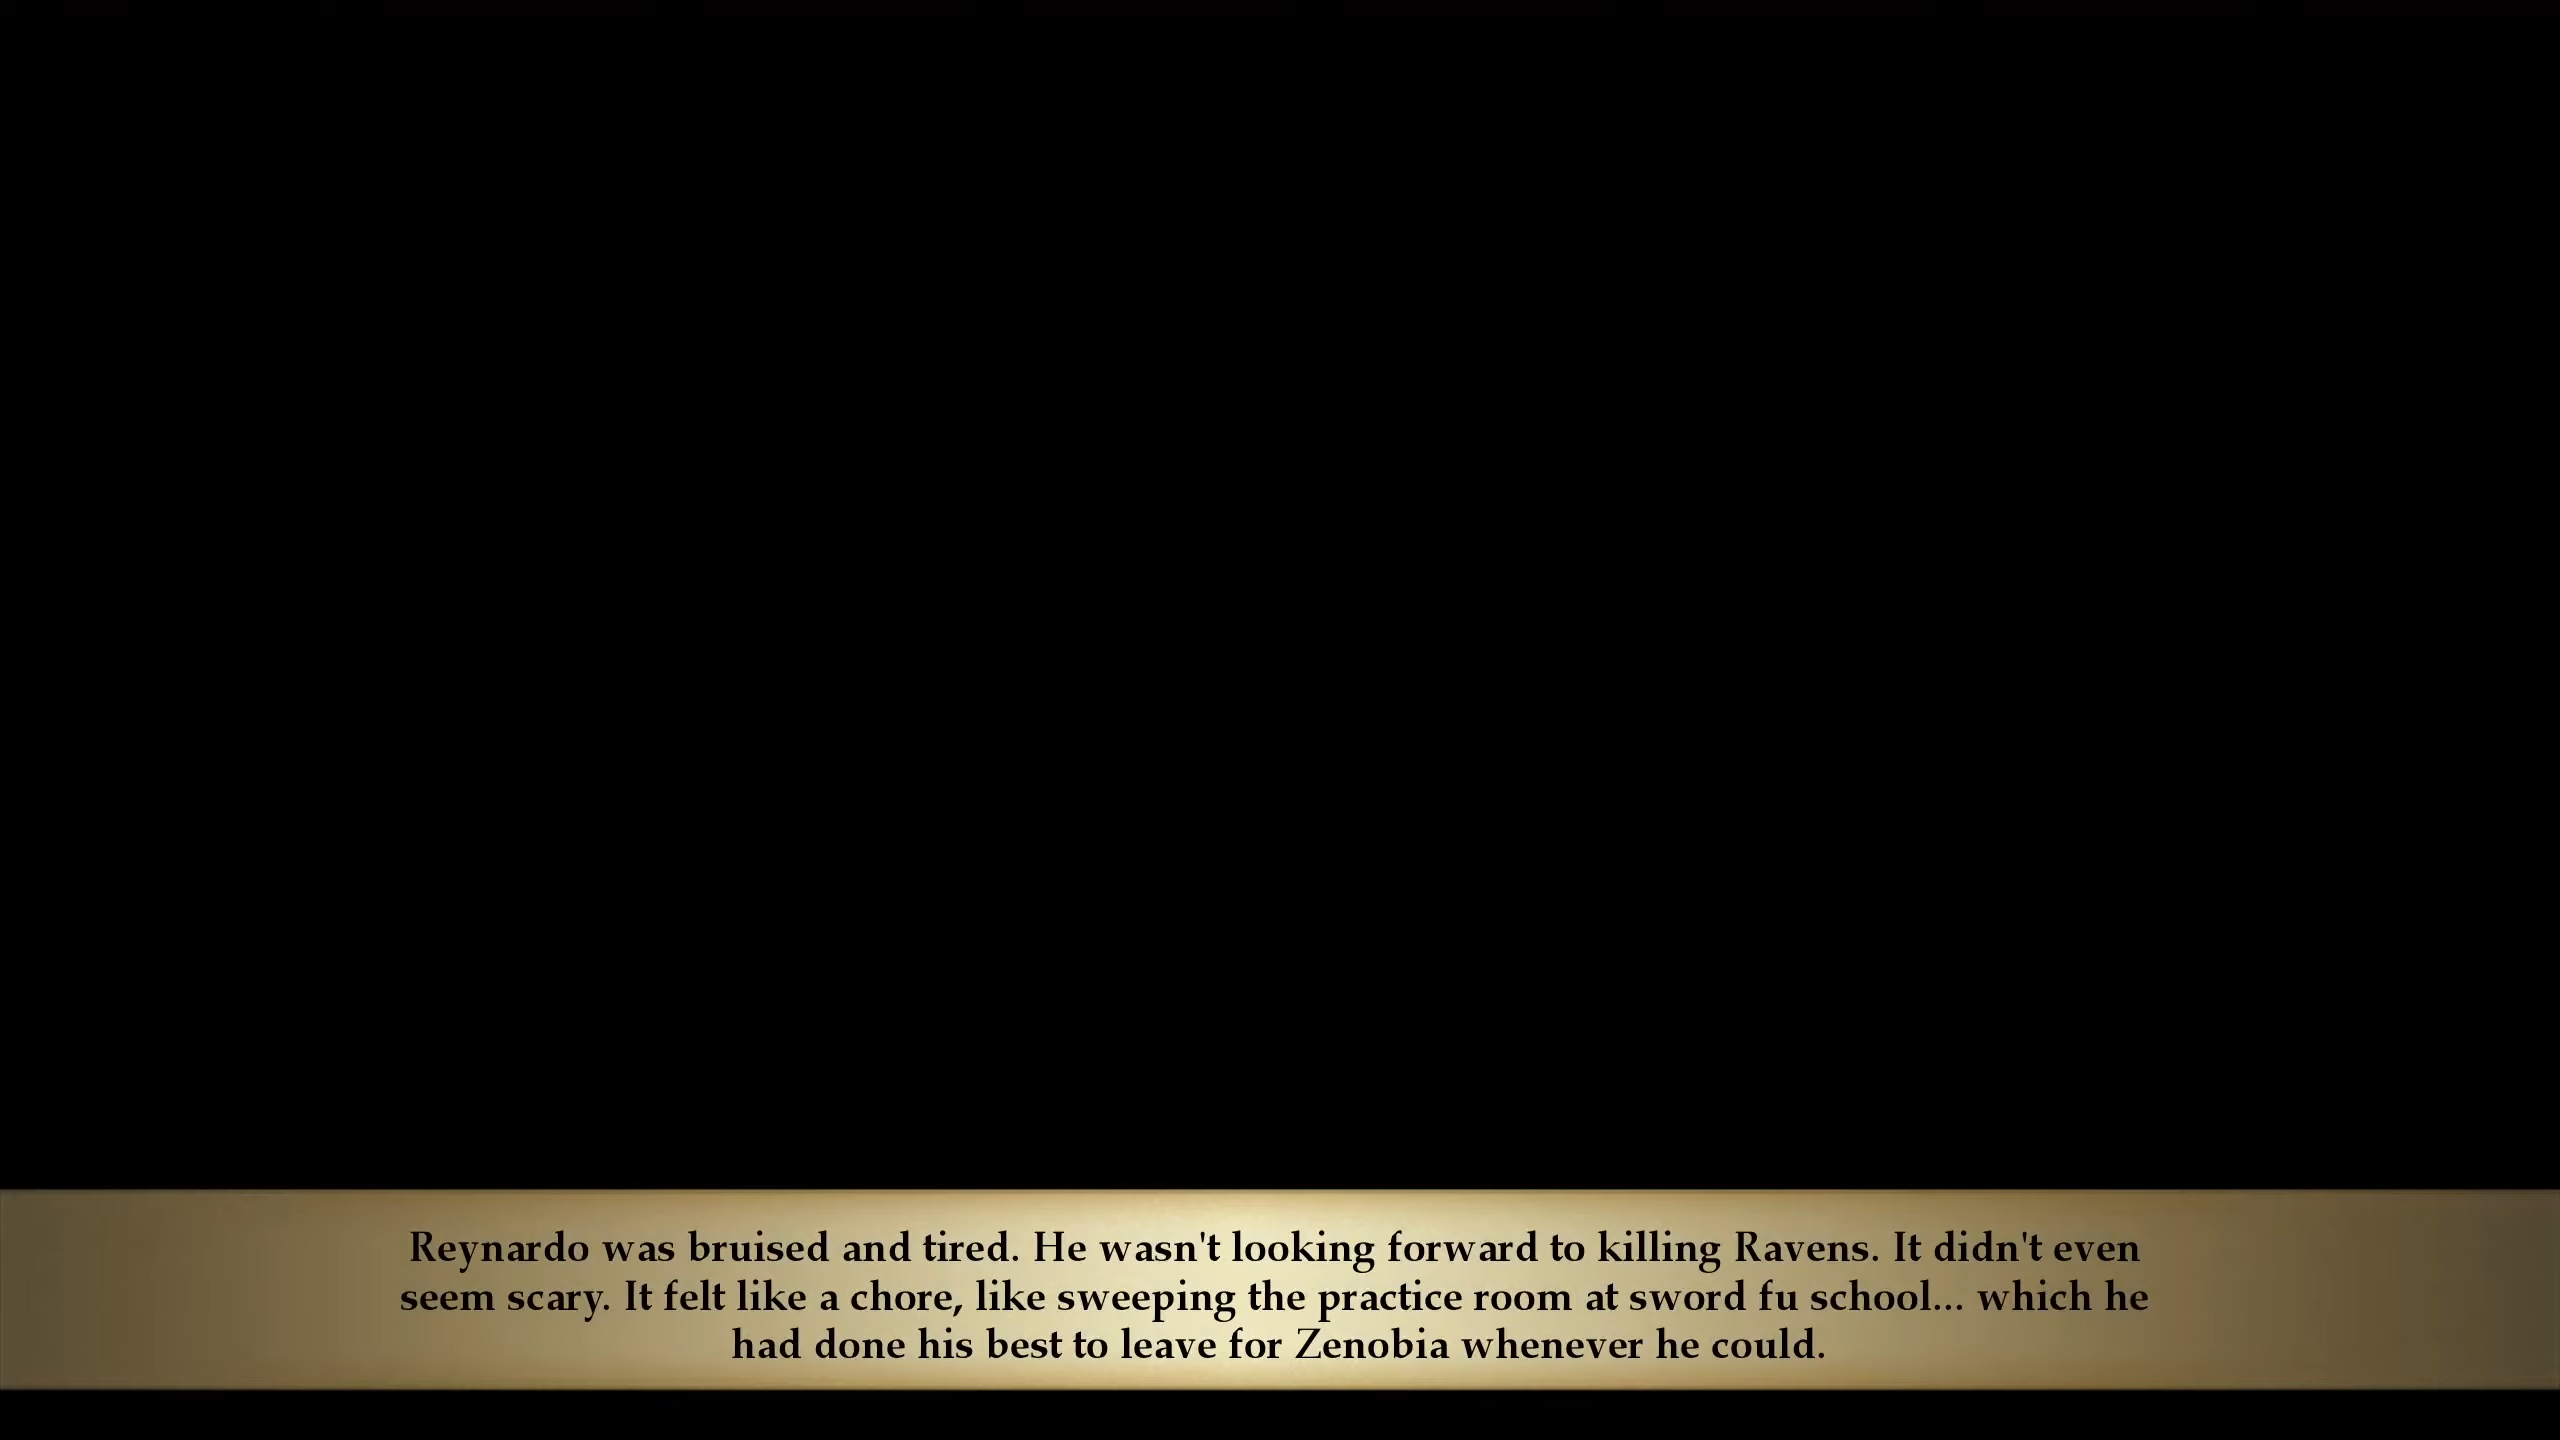 Reynardo was bruised and tired. He wasn't looking forward to killing Ravens. It didn't even
seem scary. It felt like a chore, like sweeping the practice room at sword fu school... which he
had done his best to leave for Zenobia whenever he could.